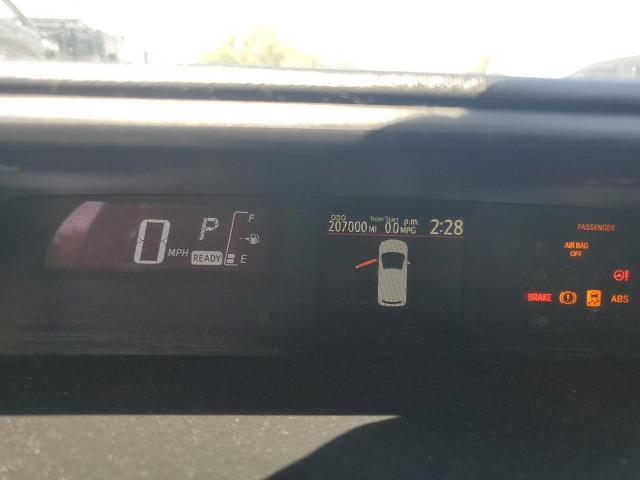 0 MPH
P
READY
F
E
ODO
207000 MI
from Start
0.0 MPG
p.m.
2:28
PASSENGER
AIR BAG
OFF
BRAKE
ABS